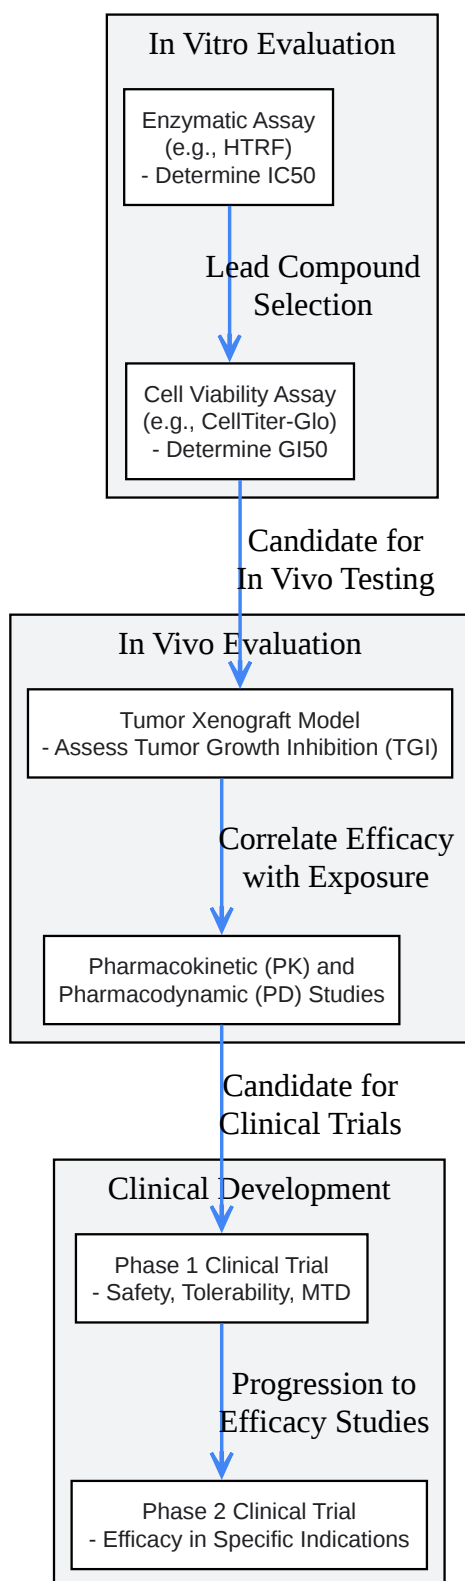 In Vitro Evaluation
Enzymatic Assay
(e.g., HTRF)
- Determine IC50
Lead Compound
Selection
Cell Viability Assay
(e.g., CellTiter-Glo)
- Determine GI50
Candidate for
In Vivo Testing
In Vivo Evaluation
Tumor Xenograft Model
- Assess Tumor Growth Inhibition (TGI)
Correlate Efficacy
with Exposure
Pharmacokinetic (PK) and
Pharmacodynamic (PD) Studies
Candidate for
Clinical Trials
Clinical Development
Phase 1 Clinical Trial
- Safety, Tolerability, MTD
Progression to
Efficacy Studies
Phase 2 Clinical Trial
- Efficacy in Specific Indications